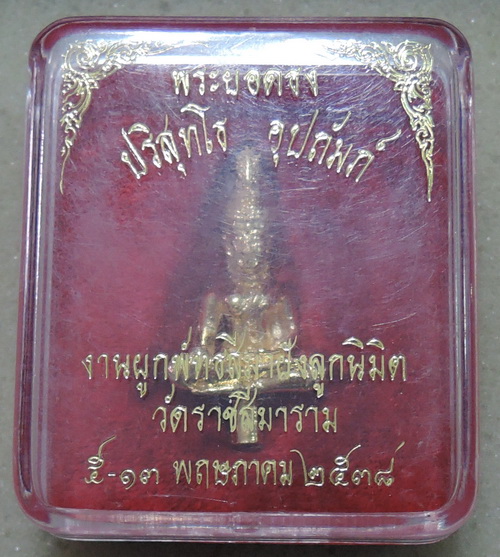 พระยอดธง
ปริสุทโธ อุปถัมภ์
งานผูกพัทธสีมาฝังลูกนิมิต
วัดราชสีมาราม
๕-๑๓ พฤษภาคม ๒๕๓๘